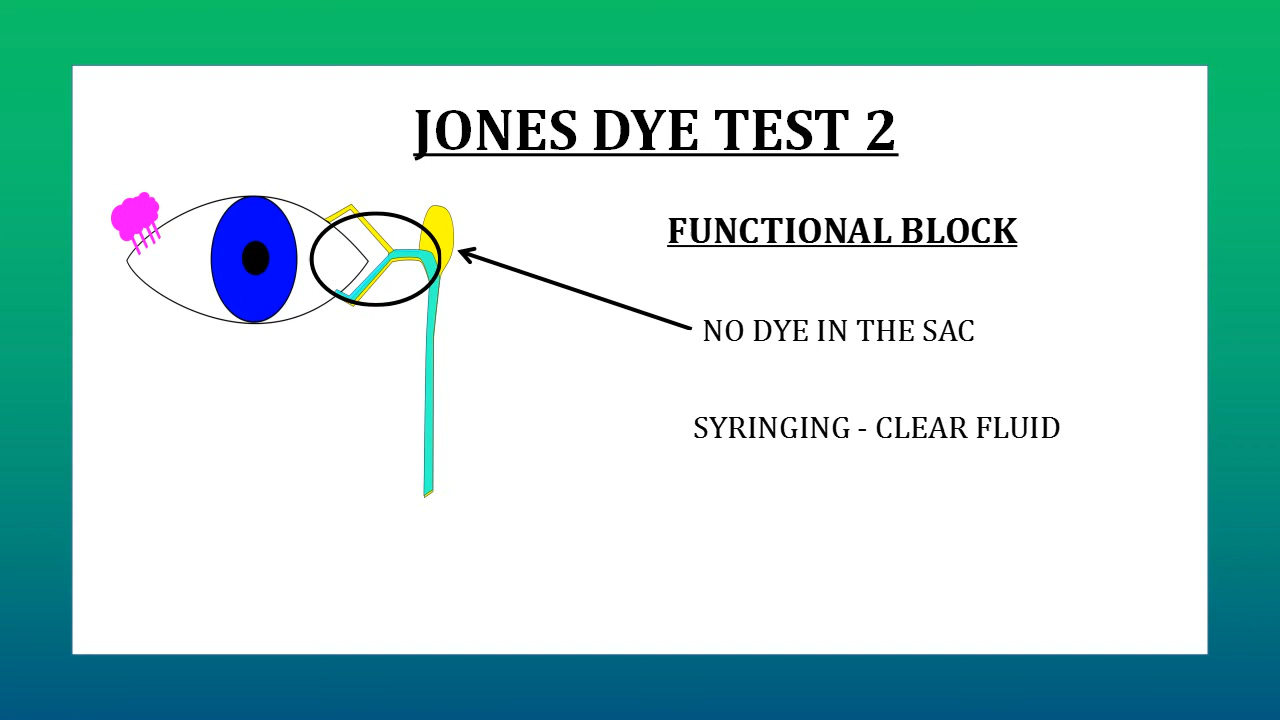 JONES DYE TEST 2
FUNCTIONAL BLOCK
NO DYE IN THE SAC
SYRINGING - CLEAR FLUID